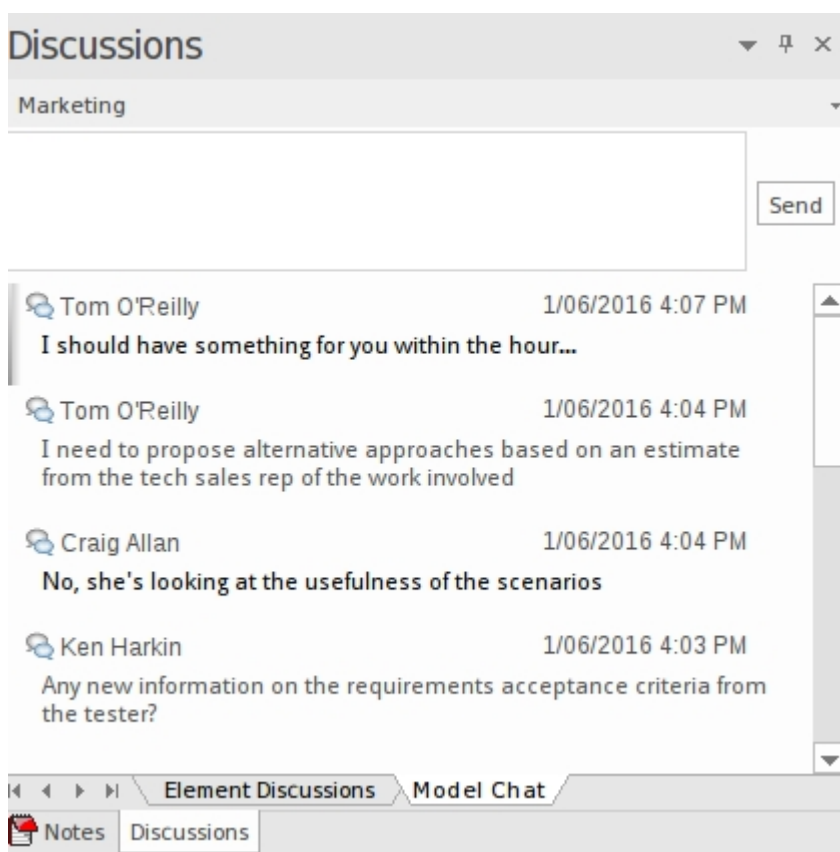 Discussions
Marketing
Send
Tom O'Reilly 1/06/2016 4:07 PM
I should have something for you within the hour...
Tom O'Reilly 1/06/2016 4:04 PM
I need to propose alternative approaches based on an estimate
from the tech sales rep of the work involved
Craig Allan 1/06/2016 4:04 PM
No, she's looking at the usefulness of the scenarios
Ken Harkin 1/06/2016 4:03 PM
Any new information on the requirements acceptance criteria from
the tester?
Element Discussions Model Chat
Notes Discussions